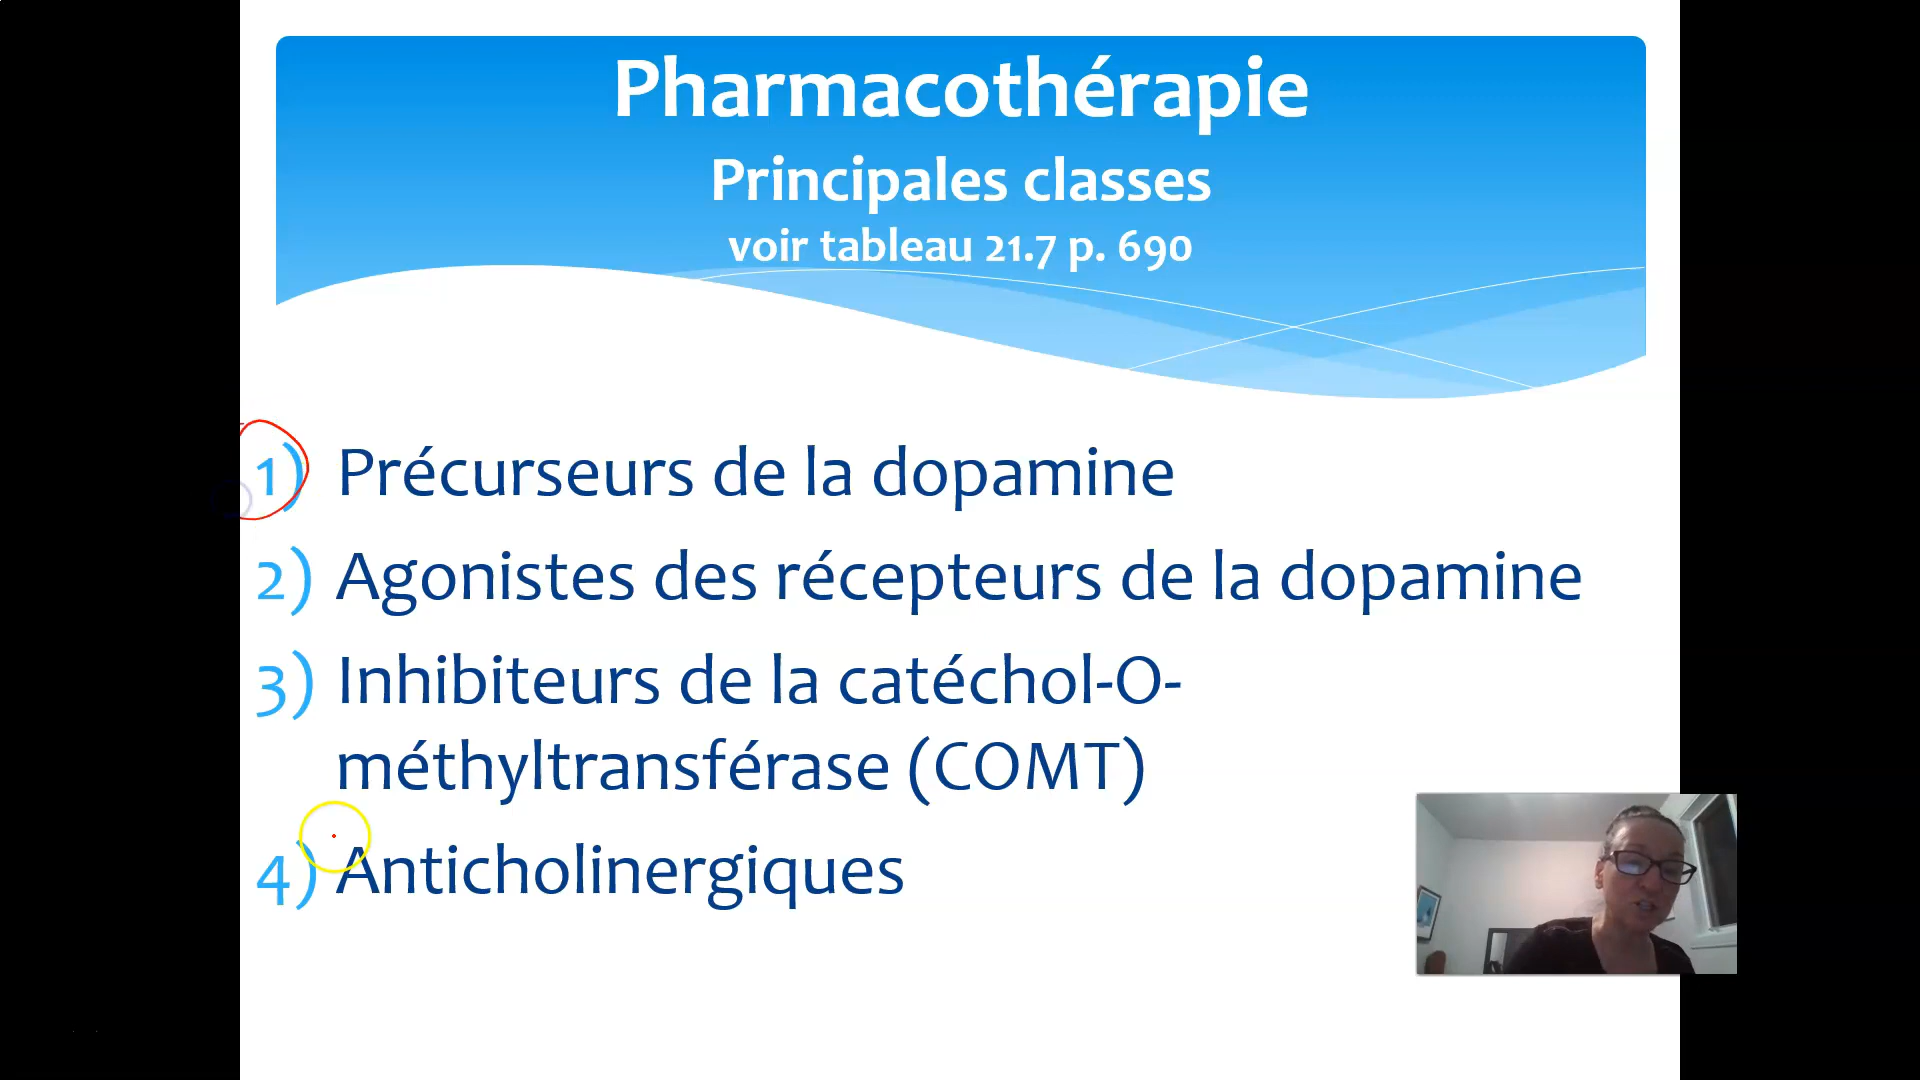 Pharmacothérapie
Principales classes
voir tableau 21.7 p. 690
1) Précurseurs de la dopamine
2) Agonistes des récepteurs de la dopamine
3) Inhibiteurs de la catéchol-O-
méthyltransférase (COMT)
4) Anticholinergiques